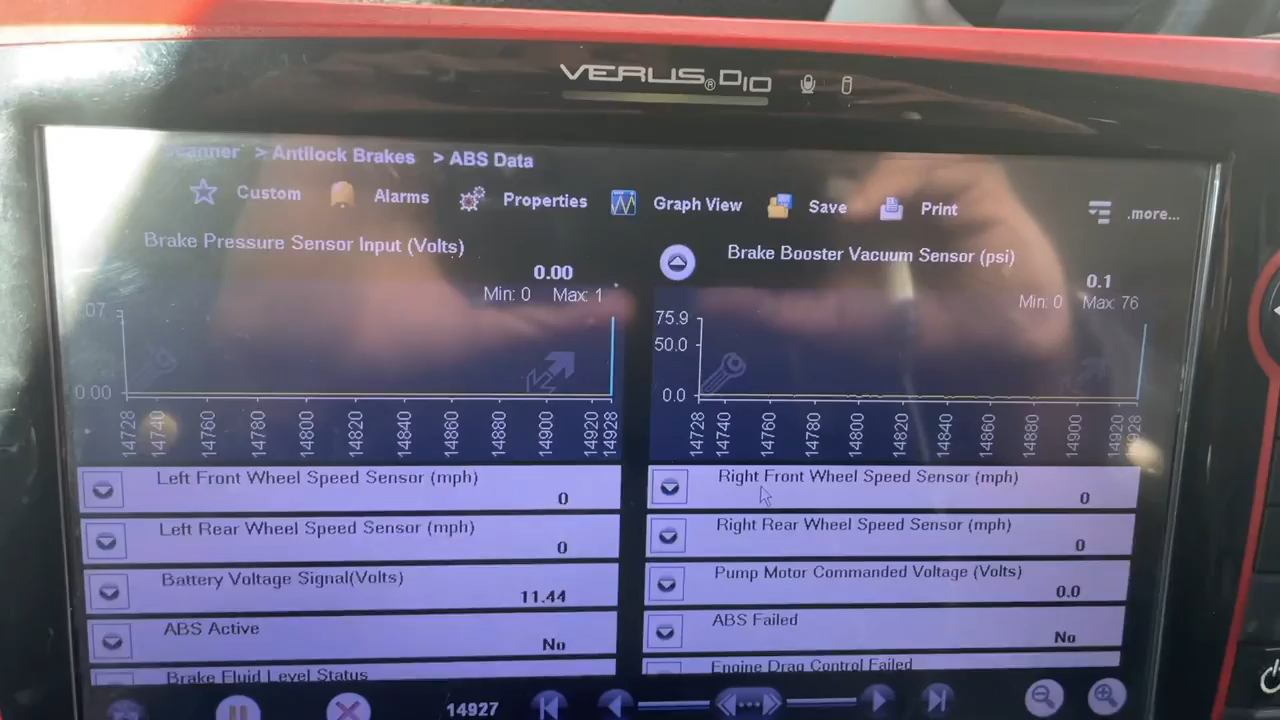 VERUS® D10
Scanner > Antilock Brakes > ABS Data
Custom Alarms Properties Graph View Save Print .more...
Brake Pressure Sensor Input (Volts)
0.00
Min: 0 Max: 1
.07
0.00
14728 14740 14760 14780 14800 14820 14840 14860 14880 14900 14920 14928
Brake Booster Vacuum Sensor (psi)
0.1
Min: 0 Max: 76
75.9
50.0
0.0
14728 14740 14760 14780 14800 14820 14840 14860 14880 14900 14920 14928
Left Front Wheel Speed Sensor (mph)
0
Right Front Wheel Speed Sensor (mph)
0
Left Rear Wheel Speed Sensor (mph)
0
Right Rear Wheel Speed Sensor (mph)
0
Battery Voltage Signal(Volts)
11.44
Pump Motor Commanded Voltage (Volts)
0.0
ABS Active
No
ABS Failed
No
Brake Fluid Level Status
Engine Drag Control Failed
14927